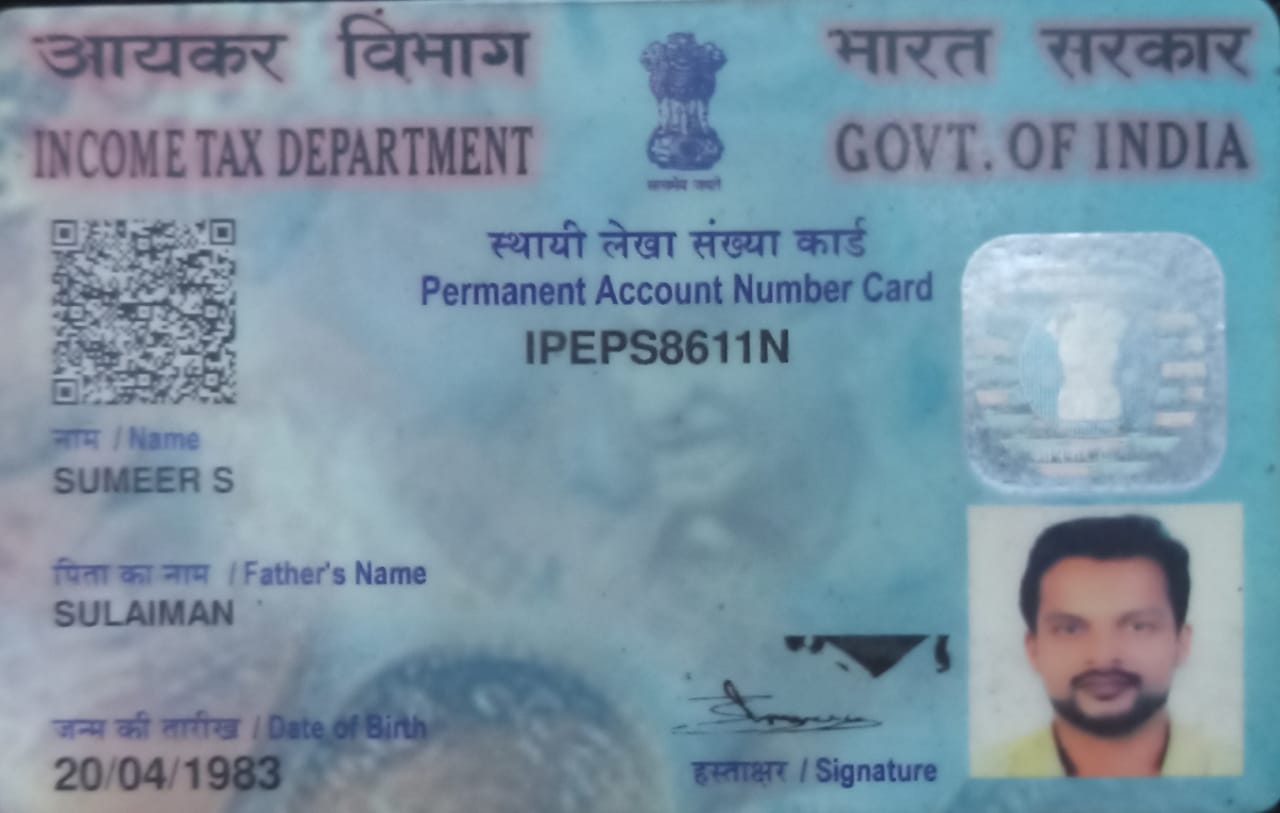 आयकर विभाग
भारत सरकार
INCOME TAX DEPARTMENT
GOVT. OF INDIA
सत्यमेव जयते
स्थायी लेखा संख्या कार्ड
Permanent Account Number Card
IPEPS8611N
नाम / Name
SUMEER S
पिता का नाम / Father's Name
SULAIMAN
जन्म की तारीख / Date of Birth
20/04/1983
हस्ताक्षर / Signature